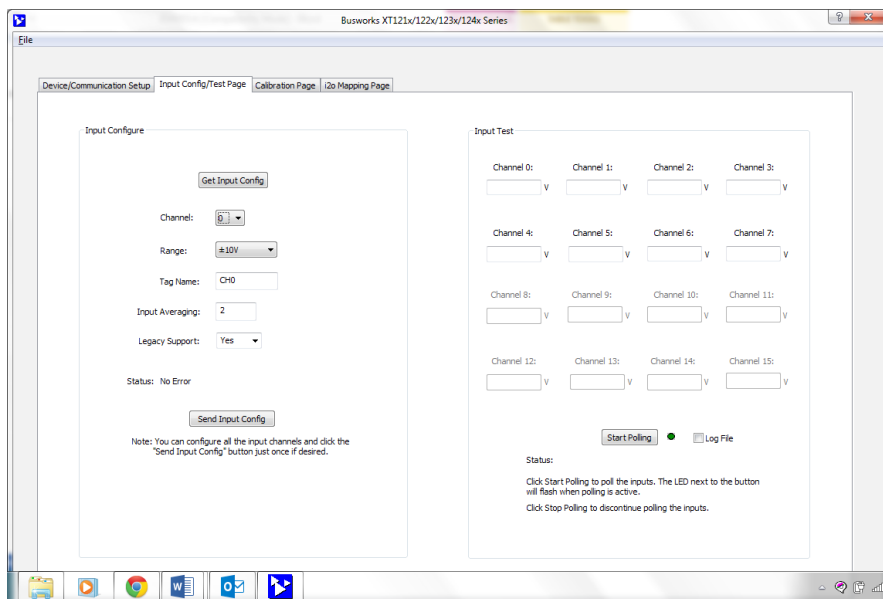 Busworks XT121x/122x/123x/124x Series
File
Device/Communication Setup
Input Config/Test Page
Calibration Page
i2o Mapping Page
Input Configure
Get Input Config
Channel: 0
Range: ±10V
Tag Name: CH0
Input Averaging: 2
Legacy Support: Yes
Status: No Error
Send Input Config
Note: You can configure all the input channels and click the
"Send Input Config" button just once if desired.
Input Test
Channel 0: Channel 1: Channel 2: Channel 3:
V V V V
Channel 4: Channel 5: Channel 6: Channel 7:
V V V V
Channel 8: Channel 9: Channel 10: Channel 11:
V V V V
Channel 12: Channel 13: Channel 14: Channel 15:
V V V V
Start Polling Log File
Status:
Click Start Polling to poll the inputs. The LED next to the button
will flash when polling is active.
Click Stop Polling to discontinue polling the inputs.